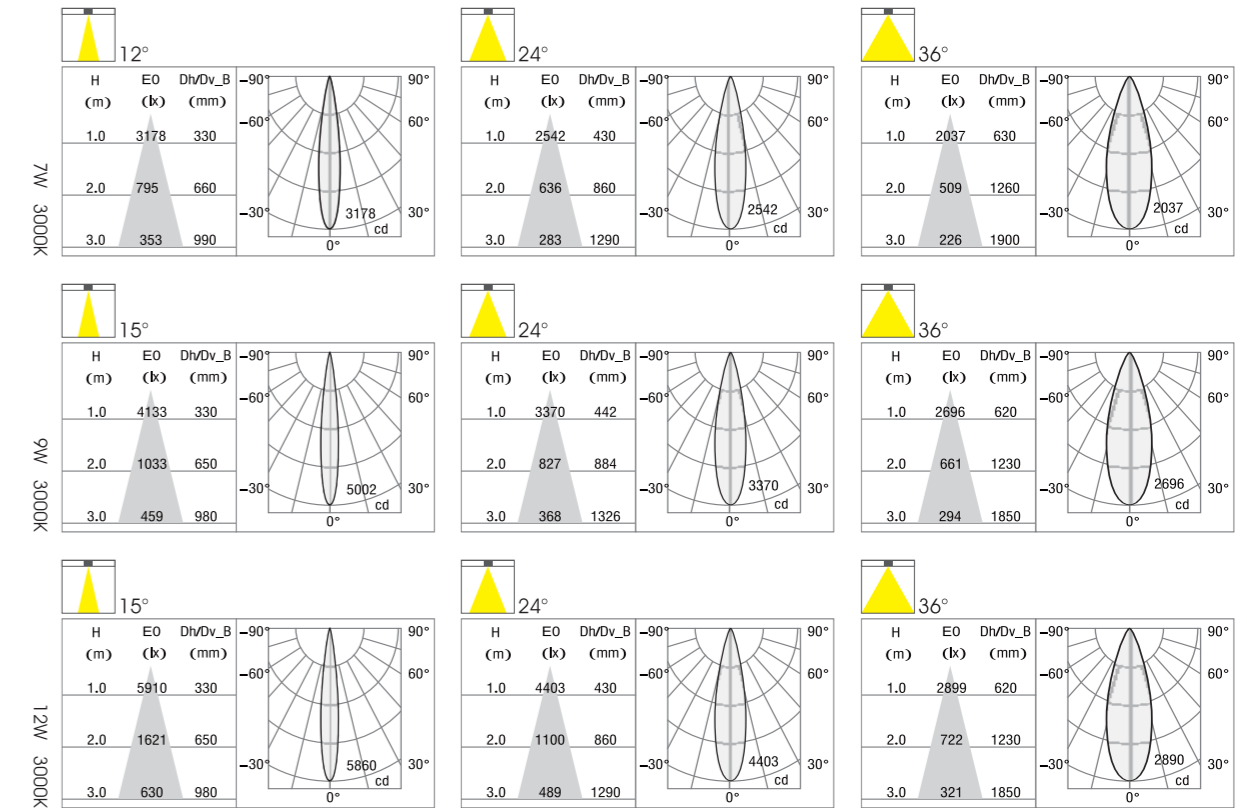 12° 24° 36°
7W 3000K
H E0 Dh/Dv_B -90° 90° H E0 Dh/Dv_B -90° 90° H E0 Dh/Dv_B -90° 90°
(m) (lx) (mm) (m) (lx) (mm) (m) (lx) (mm)
-60° 60° -60° 60° -60° 60°
1.0 3178 330 1.0 2542 430 1.0 2037 630
2.0 795 660 2.0 636 860 2.0 509 1260
-30° 3178 30° -30° 2542 30° -30° 2037 30°
cd cd cd
3.0 353 990 0° 3.0 283 1290 0° 3.0 226 1900 0°
15° 24° 36°
9W 3000K
H E0 Dh/Dv_B -90° 90° H E0 Dh/Dv_B -90° 90° H E0 Dh/Dv_B -90° 90°
(m) (lx) (mm) (m) (lx) (mm) (m) (lx) (mm)
-60° 60° -60° 60° -60° 60°
1.0 4133 330 1.0 3370 442 1.0 2696 620
2.0 1033 650 2.0 827 884 2.0 661 1230
-30° 5002 30° -30° 3370 30° -30° 2696 30°
cd cd cd
3.0 459 980 0° 3.0 368 1326 0° 3.0 294 1850 0°
15° 24° 36°
12W 3000K
H E0 Dh/Dv_B -90° 90° H E0 Dh/Dv_B -90° 90° H E0 Dh/Dv_B -90° 90°
(m) (lx) (mm) (m) (lx) (mm) (m) (lx) (mm)
-60° 60° -60° 60° -60° 60°
1.0 5910 330 1.0 4403 430 1.0 2899 620
2.0 1621 650 2.0 1100 860 2.0 722 1230
-30° 5860 30° -30° 4403 30° -30° 2890 30°
cd cd cd
3.0 630 980 0° 3.0 489 1290 0° 3.0 321 1850 0°